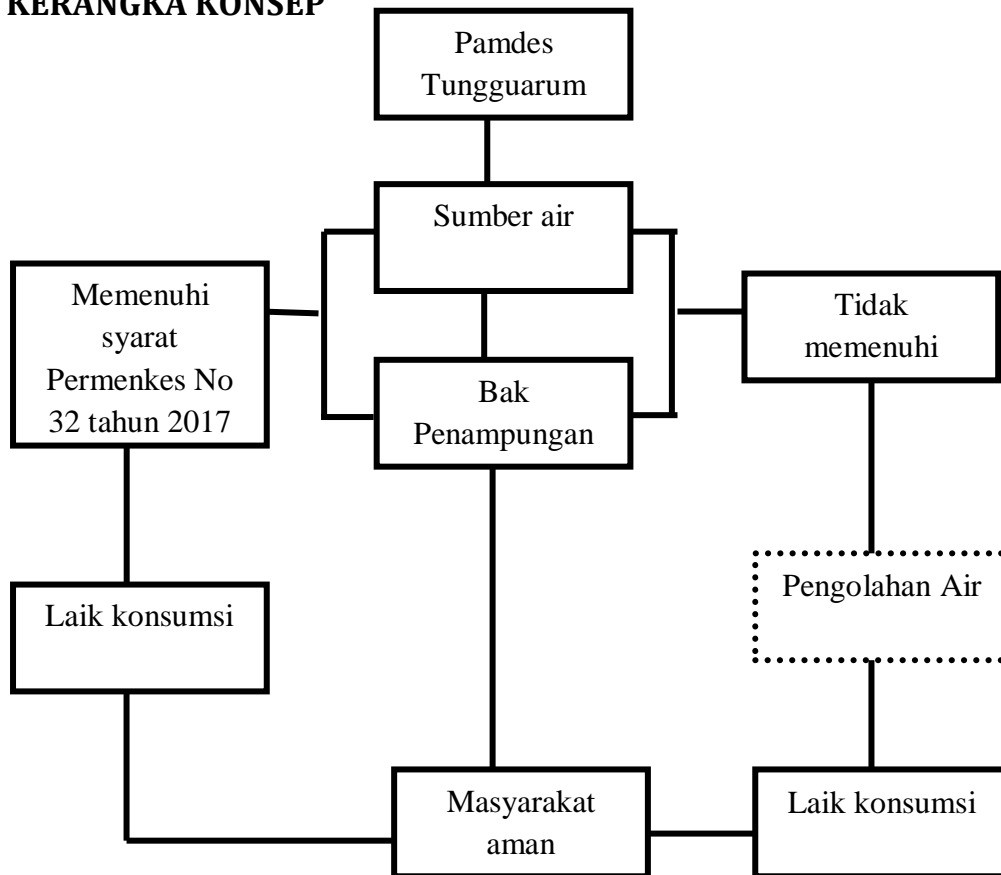 KERANGKA KONSEP
Pamdes
Tungguarum
Sumber air
Memenuhi
syarat
Permenkes No
32 tahun 2017
Tidak
memenuhi
Bak
Penampungan
Pengolahan Air
Laik konsumsi
Masyarakat
aman
Laik konsumsi